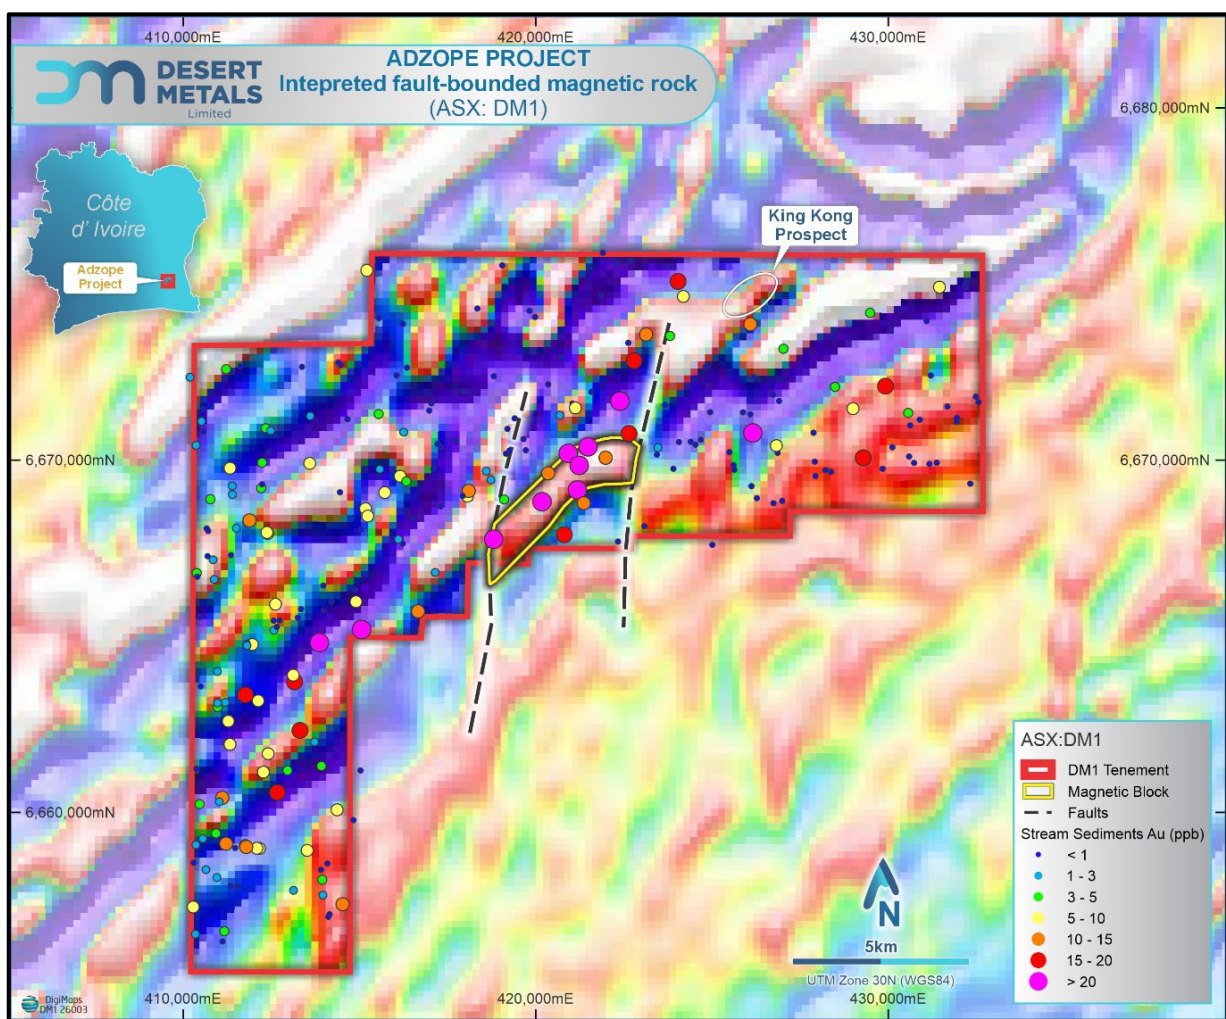 410,000mE
420,000mE
430,000mE
DESERT
METALS
Limited
ADZOPE PROJECT
Intepreted fault-bounded magnetic rock
(ASX: DM1)
6,680,000mN
Côte
d' Ivoire
Adzope
Project
King Kong
Prospect
6,670,000mN
6,670,000mN
6,660,000mN
ASX:DM1
DM1 Tenement
Magnetic Block
Faults
Stream Sediments Au (ppb)
< 1
1 - 3
3 - 5
5 - 10
10 - 15
15 - 20
> 20
N
5km
UTM Zone 30N (WGS84)
DigiMaps
DM1 26003
410,000mE
420,000mE
430,000mE